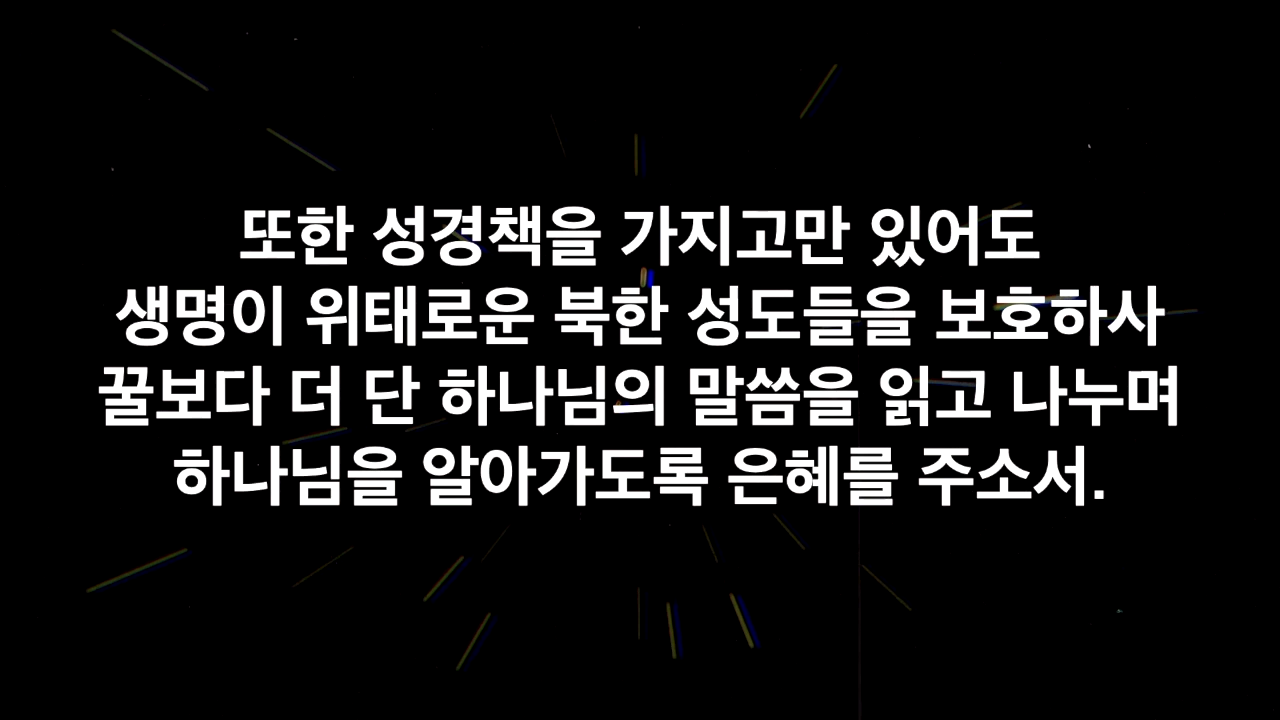 또한 성경책을 가지고만 있어도
생명이 위태로운 북한 성도들을 보호하사
꿀보다 더 단 하나님의 말씀을 읽고 나누며
하나님을 알아가도록 은혜를 주소서.